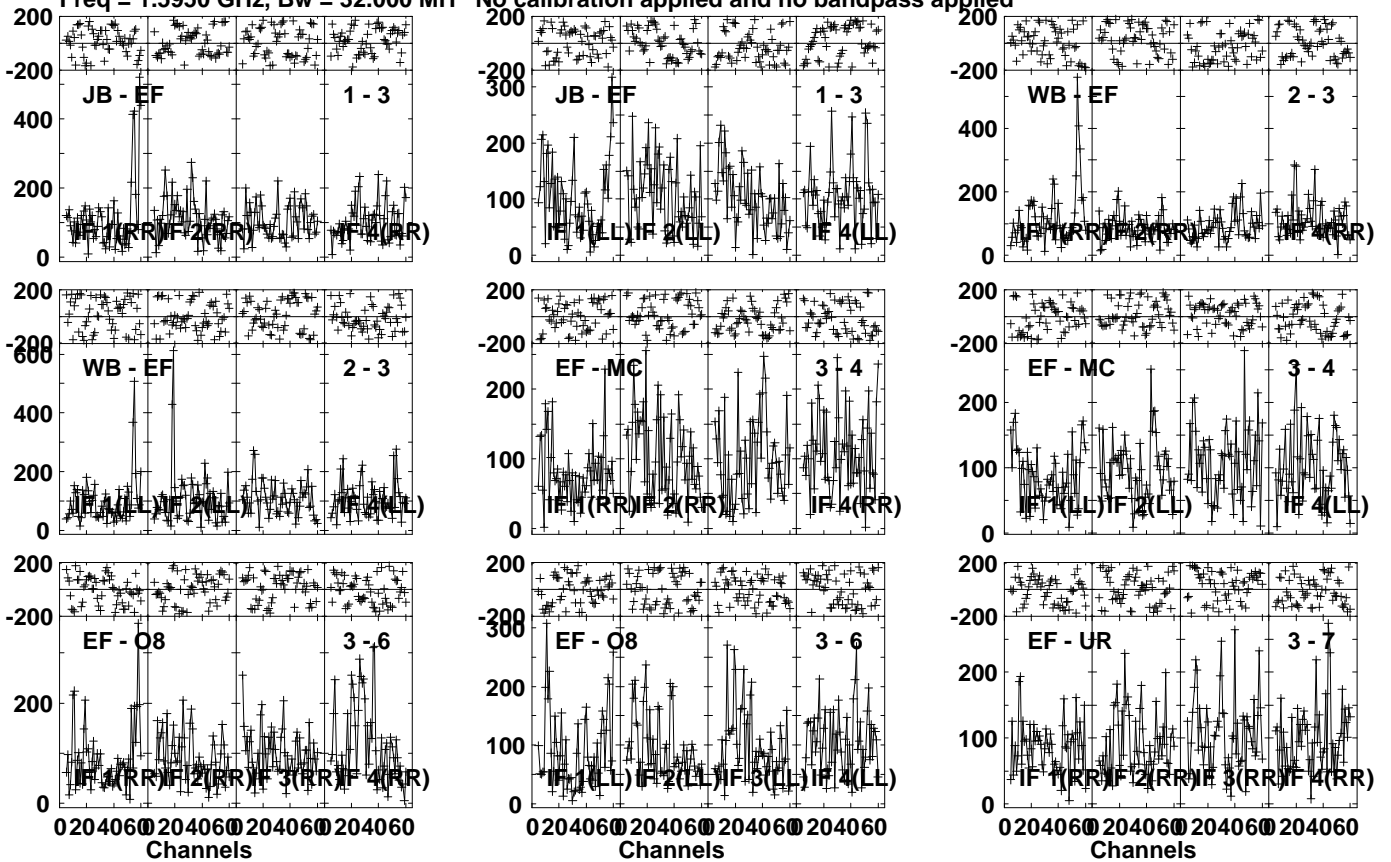 Freq = 1.5950 GHz, Bw = 32.000 MH No calibration applied and no bandpass applied
200
-200
JB - EF 1 - 3
400
200
0
IF 1(RR) IF 2(RR) IF 4(RR)
200
-200
JB - EF 1 - 3
300
200
100
0
IF 1(LL) IF 2(LL) IF 4(LL)
200
-200
WB - EF 2 - 3
400
200
0
IF 1(RR) IF 2(RR) IF 4(RR)
200
-200
WB - EF 2 - 3
600
400
200
0
IF 1(LL) IF 2(LL) IF 4(LL)
200
-200
EF - MC 3 - 4
200
100
0
IF 1(RR) IF 2(RR) IF 4(RR)
200
-200
EF - MC 3 - 4
200
100
0
IF 1(LL) IF 2(LL) IF 4(LL)
200
-200
EF - O8 3 - 6
200
0
IF 1(RR) IF 2(RR) IF 3(RR) IF 4(RR)
0 20 40 60 0 20 40 60 0 20 40 60 0 20 40 60
Channels
200
-200
EF - O8 3 - 6
300
200
100
0
IF 1(LL) IF 2(LL) IF 3(LL) IF 4(LL)
0 20 40 60 0 20 40 60 0 20 40 60 0 20 40 60
Channels
200
-200
EF - UR 3 - 7
200
100
0
IF 1(RR) IF 2(RR) IF 3(RR) IF 4(RR)
0 20 40 60 0 20 40 60 0 20 40 60 0 20 40 60
Channels